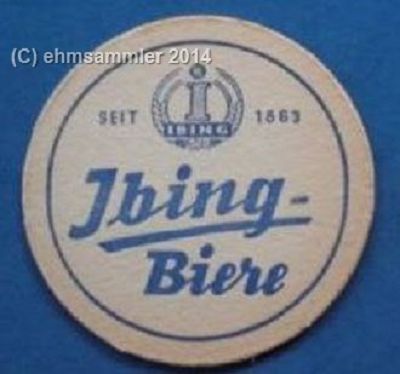 (C) ehmsammler 2014
I
IBING
SEIT 1863
Ibing-
Biere